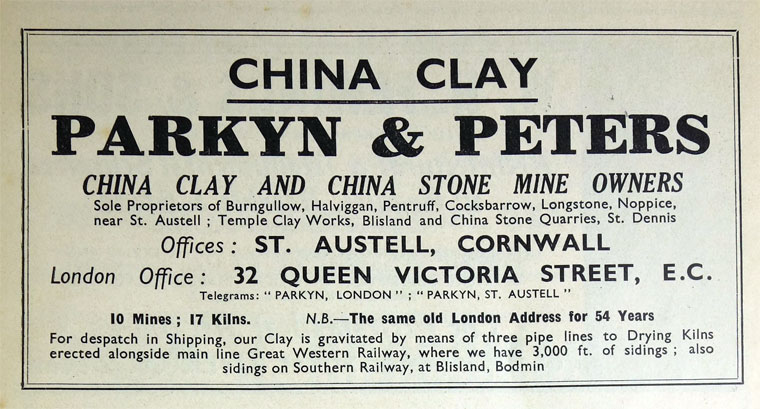 CHINA CLAY
PARKYN & PETERS
CHINA CLAY AND CHINA STONE MINE OWNERS
Sole Proprietors of Burngullow, Halviggan, Pentruff, Cocksbarrow, Longstone, Noppice,
near St. Austell ; Temple Clay Works, Blisland and China Stone Quarries, St. Dennis
Offices : ST. AUSTELL, CORNWALL
London Office : 32 QUEEN VICTORIA STREET, E.C.
Telegrams: "PARKYN, LONDON" ; "PARKYN, ST. AUSTELL"
10 Mines ; 17 Kilns. N.B.—The same old London Address for 54 Years
For despatch in Shipping, our Clay is gravitated by means of three pipe lines to Drying Kilns
erected alongside main line Great Western Railway, where we have 3,000 ft. of sidings ; also
sidings on Southern Railway, at Blisland, Bodmin